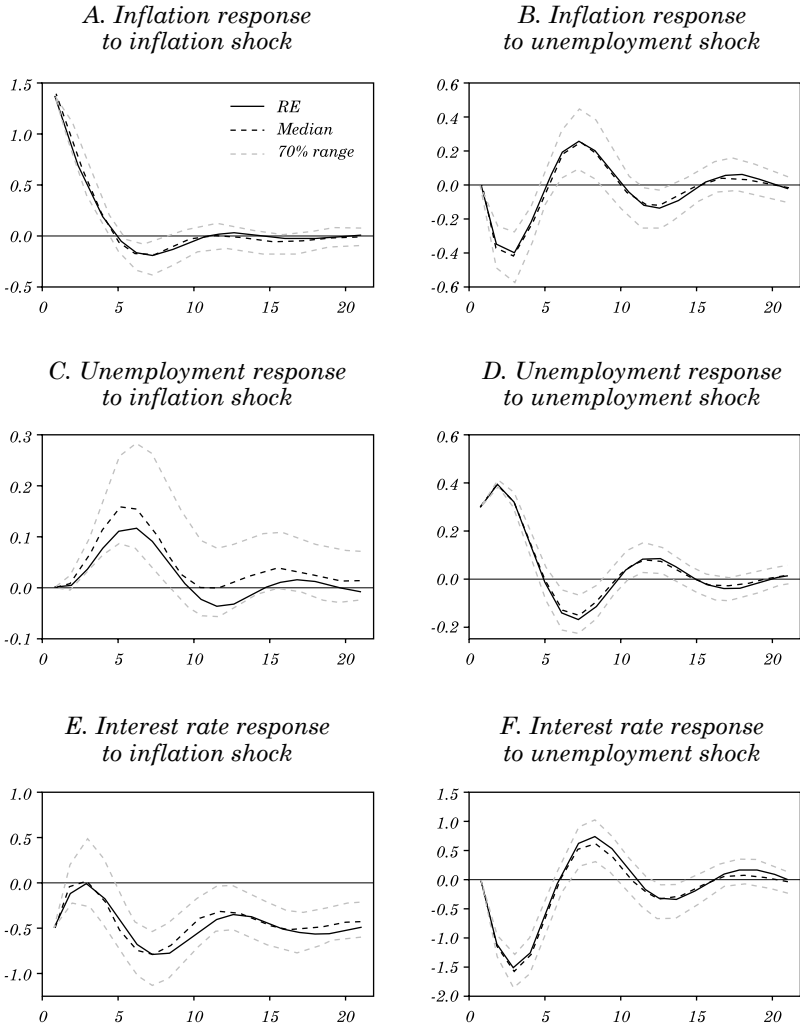 A. Inflation response
to inflation shock
1.5
1.0
0.5
0.0
-0.5
0 5 10 15 20
RE
Median
70% range
B. Inflation response
to unemployment shock
0.6
0.4
0.2
0.0
-0.2
-0.4
-0.6
0 5 10 15 20
C. Unemployment response
to inflation shock
0.3
0.2
0.1
0.0
-0.1
0 5 10 15 20
D. Unemployment response
to unemployment shock
0.6
0.4
0.2
0.0
-0.2
0 5 10 15 20
E. Interest rate response
to inflation shock
1.0
0.5
0.0
-0.5
-1.0
0 5 10 15 20
F. Interest rate response
to unemployment shock
1.5
1.0
0.5
0.0
-0.5
-1.0
-1.5
-2.0
0 5 10 15 20